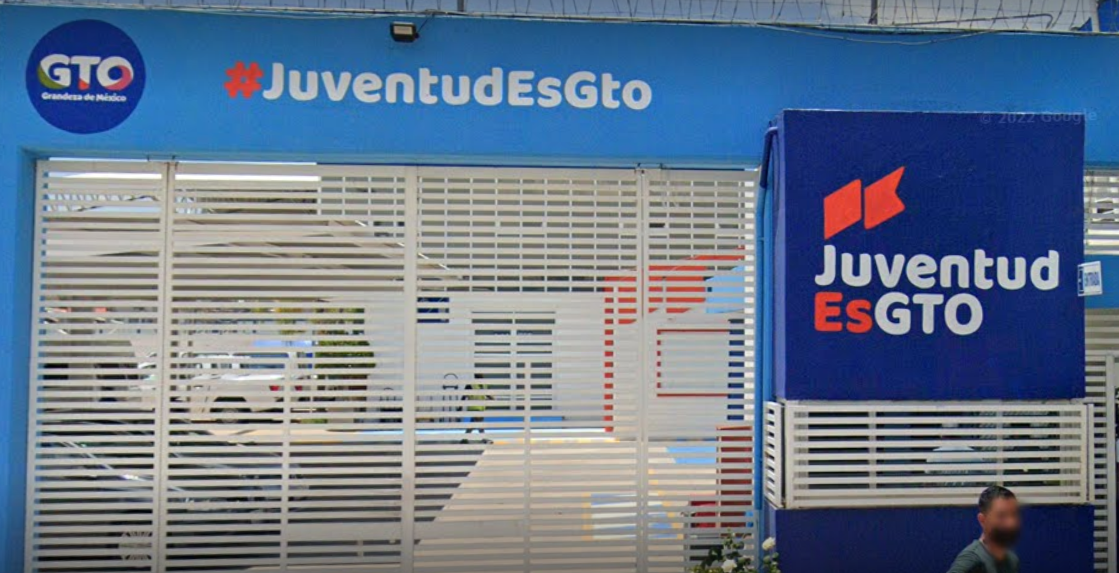 GTO
Grandeza de México
#JuventudEsGto
© 2022 Google
Juventud
EsGTO